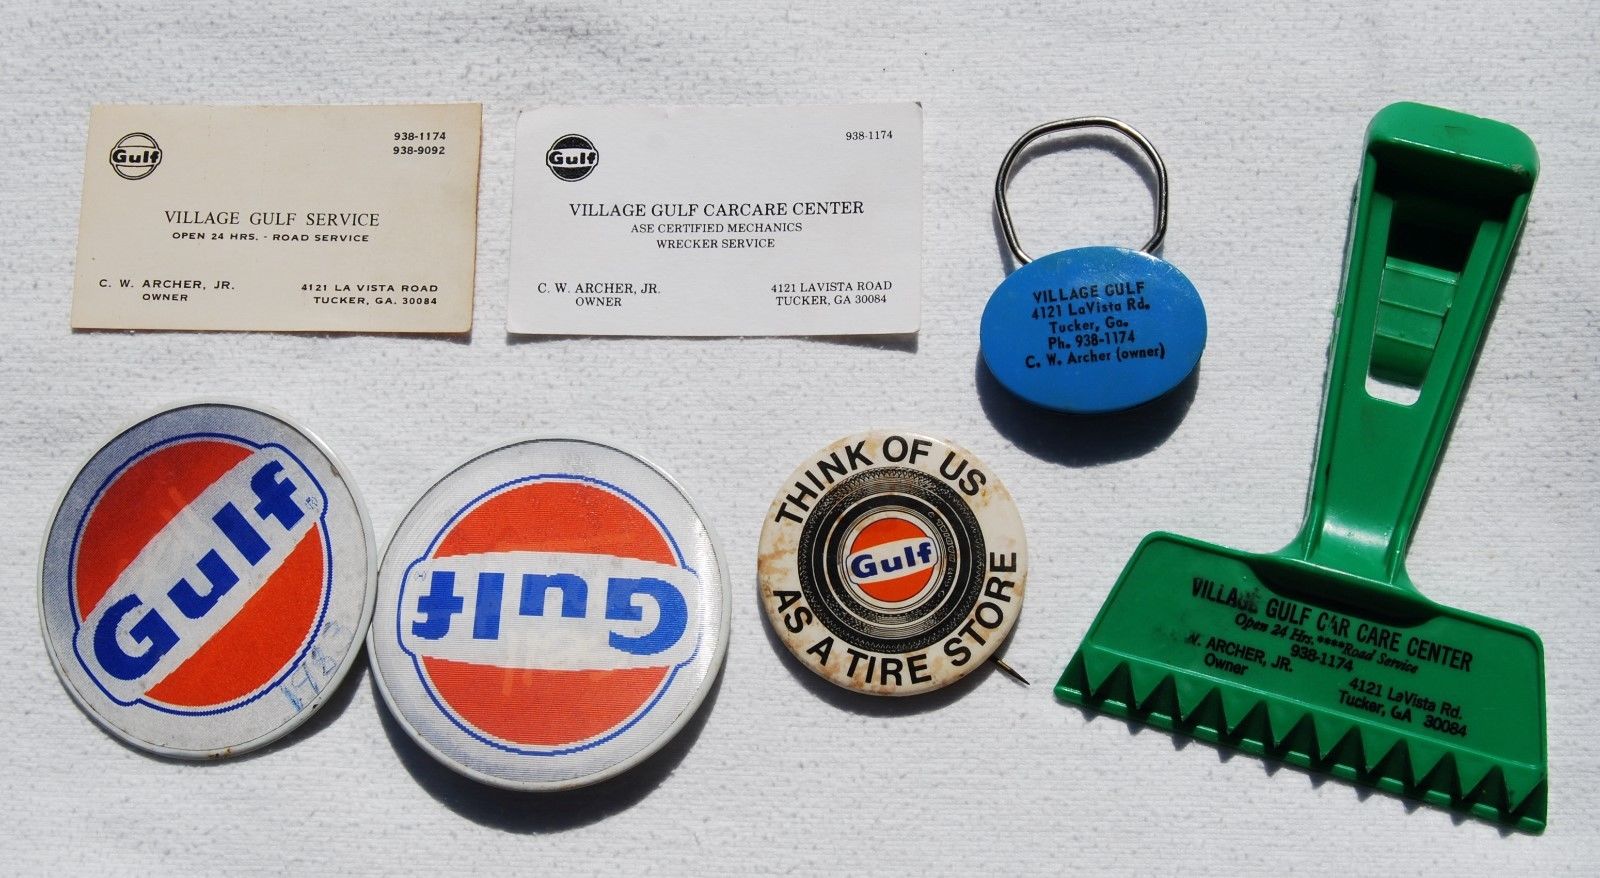 Gulf
938-1174
938-9092
VILLAGE GULF SERVICE
OPEN 24 HRS. - ROAD SERVICE
C. W. ARCHER, JR.
OWNER
4121 LA VISTA ROAD
TUCKER, GA. 30084
Gulf
938-1174
VILLAGE GULF CARCARE CENTER
ASE CERTIFIED MECHANICS
WRECKER SERVICE
C. W. ARCHER, JR.
OWNER
4121 LAVISTA ROAD
TUCKER, GA 30084
VILLAGE GULF
4121 LaVista Rd.
Tucker, Ga.
Ph. 938-1174
C. W. Archer (owner)
Gulf
Gulf
THINK OF US
Gulf
AS A TIRE STORE
VILLAGE GULF CAR CARE CENTER
Open 24 Hrs. ****Road Service
938-1174
W. ARCHER, JR.
Owner
4121 LaVista Rd.
Tucker, GA 30084